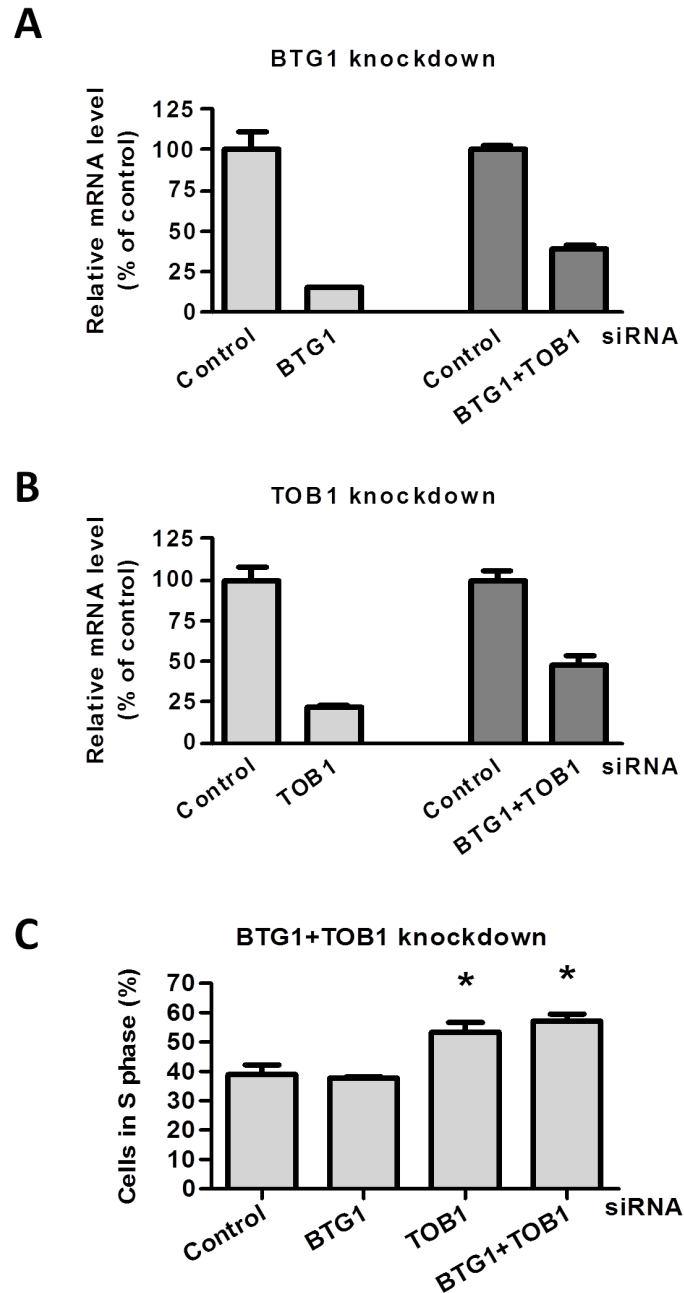 A
BTG1 knockdown
Relative mRNA level
(% of control)
125
100
75
50
25
0
Control
BTG1
Control
BTG1+TOB1
siRNA
B
TOB1 knockdown
Relative mRNA level
(% of control)
125
100
75
50
25
0
Control
TOB1
Control
BTG1+TOB1
siRNA
C
BTG1+TOB1 knockdown
Cells in S phase (%)
70
60
50
40
30
20
10
0
*
*
Control
BTG1
TOB1
BTG1+TOB1
siRNA